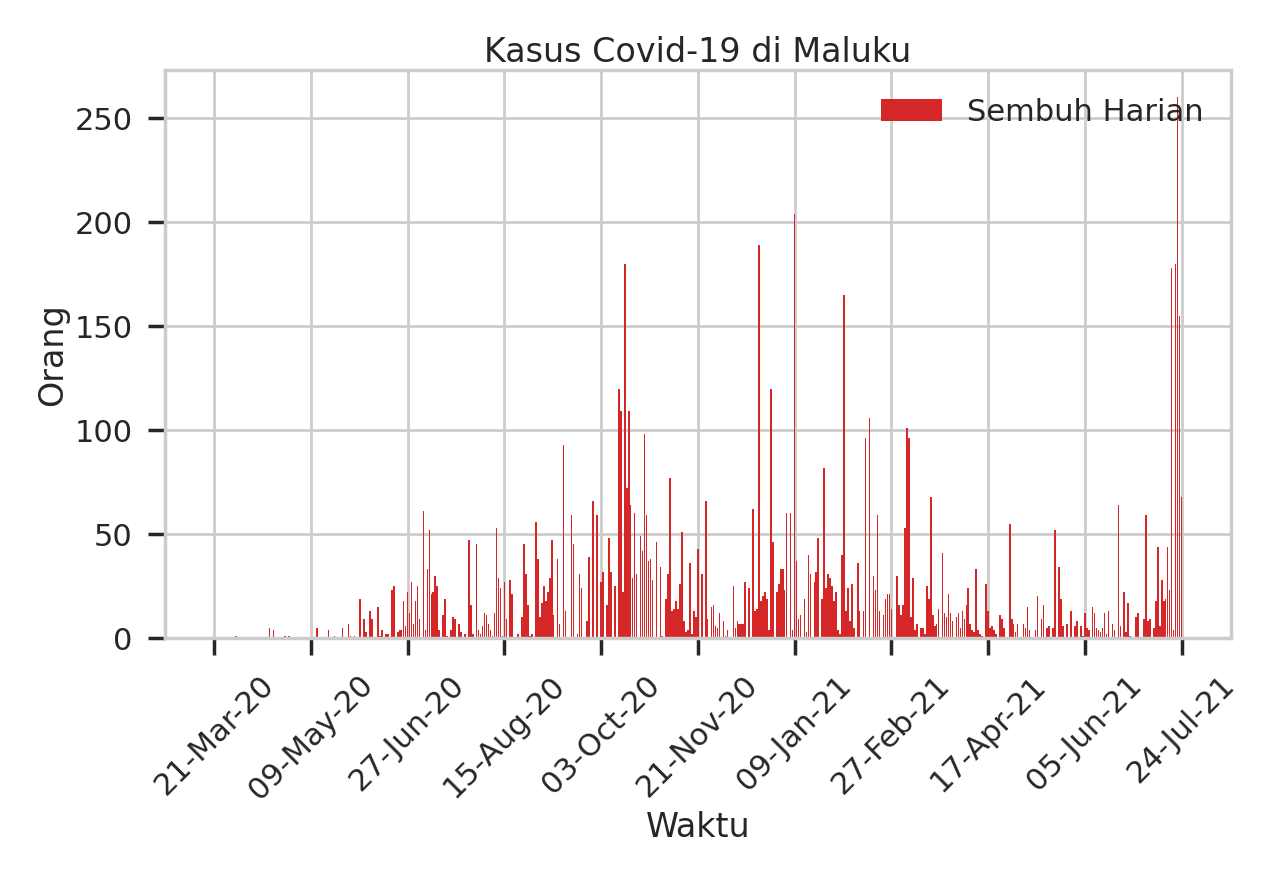 Kasus Covid-19 di Maluku
Sembuh Harian
250
200
150
100
50
0
Orang
21-Mar-20
09-May-20
27-Jun-20
15-Aug-20
03-Oct-20
21-Nov-20
09-Jan-21
27-Feb-21
17-Apr-21
05-Jun-21
24-Jul-21
Waktu